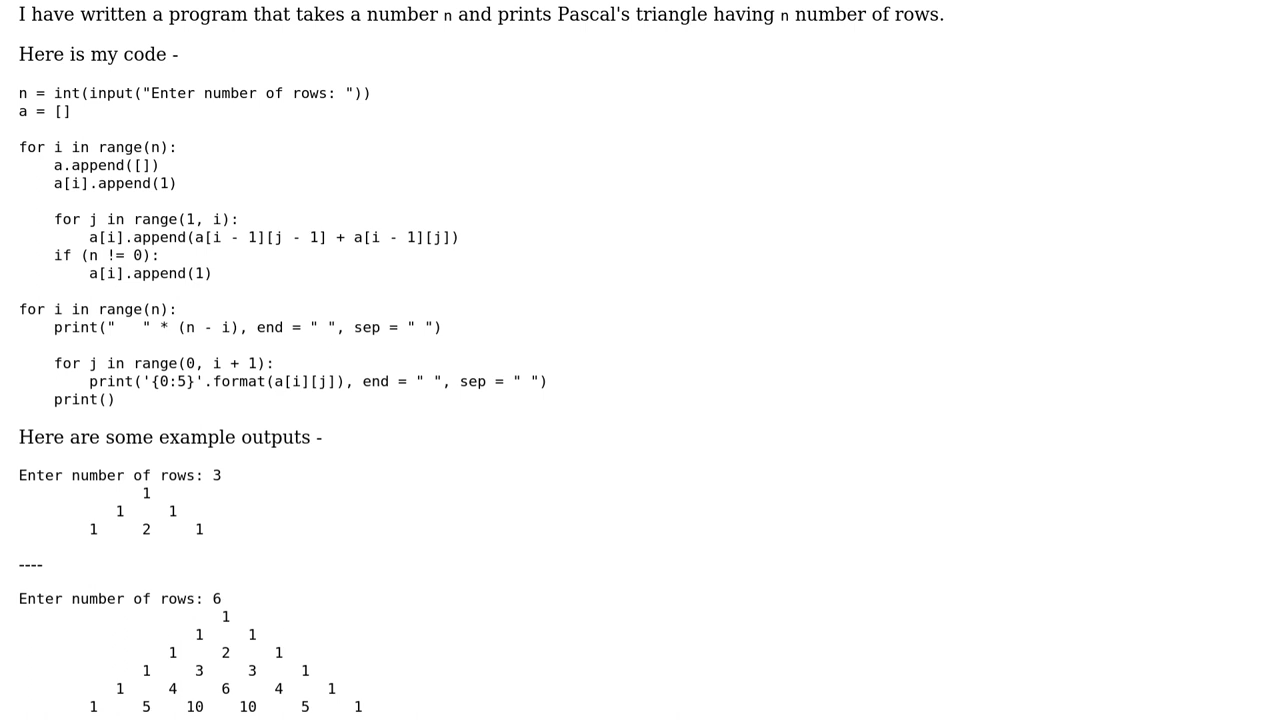 I have written a program that takes a number n and prints Pascal's triangle having n number of rows.
Here is my code -
n = int(input("Enter number of rows: "))
a = []
for i in range(n):
    a.append([])
    a[i].append(1)
    for j in range(1, i):
        a[i].append(a[i - 1][j - 1] + a[i - 1][j])
    if (n != 0):
        a[i].append(1)
for i in range(n):
    print("   " * (n - i), end = " ", sep = " ")
    for j in range(0, i + 1):
        print('{0:5}'.format(a[i][j]), end = " ", sep = " ")
    print()
Here are some example outputs -
Enter number of rows: 3
              1
           1     1
        1     2     1
----
Enter number of rows: 6
                       1
                    1     1
                 1     2     1
              1     3     3     1
           1     4     6     4     1
        1     5    10    10     5     1